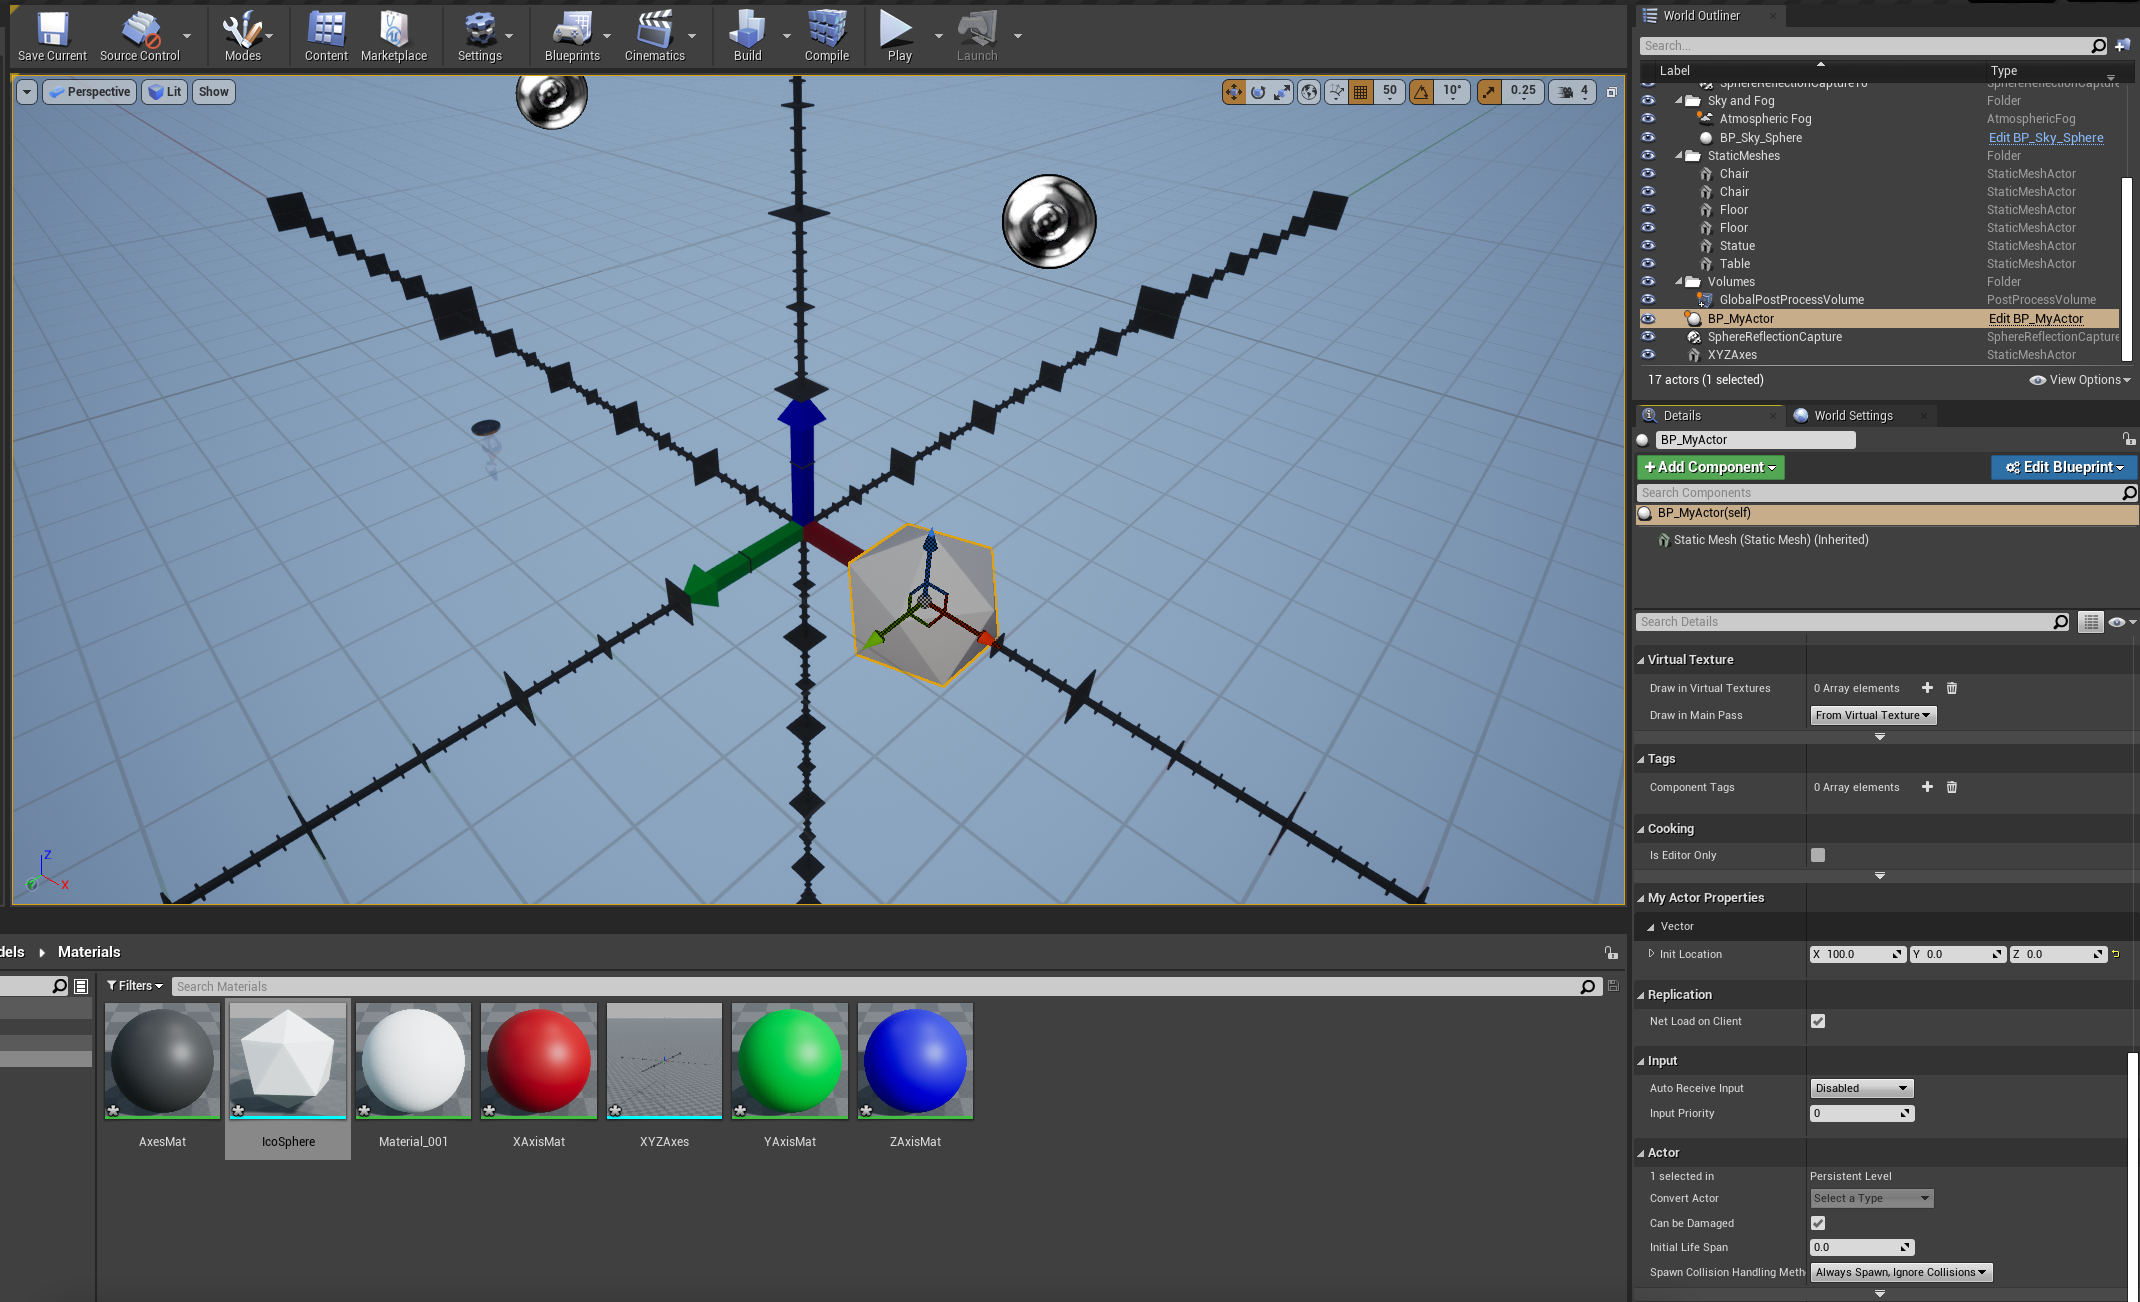 Save Current
Source Control
Modes
Content
Marketplace
Settings
Blueprints
Cinematics
Build
Compile
Play
Launch
Perspective
Lit
Show
50
10°
0.25
4
Z
X
World Outliner
Search...
Label
Type
SphereReflectionCapture10 SphereReflectionCapture
Sky and Fog Folder
Atmospheric Fog AtmosphericFog
BP_Sky_Sphere Edit BP_Sky_Sphere
StaticMeshes Folder
Chair StaticMeshActor
Chair StaticMeshActor
Floor StaticMeshActor
Floor StaticMeshActor
Statue StaticMeshActor
Table StaticMeshActor
Volumes Folder
GlobalPostProcessVolume PostProcessVolume
BP_MyActor Edit BP_MyActor
SphereReflectionCapture SphereReflectionCapture
XYZAxes StaticMeshActor
17 actors (1 selected)
View Options
Details
World Settings
BP_MyActor
+Add Component
Edit Blueprint
Search Components
BP_MyActor(self)
Static Mesh (Static Mesh) (Inherited)
Search Details
Virtual Texture
Draw in Virtual Textures 0 Array elements
Draw in Main Pass From Virtual Texture
Tags
Component Tags 0 Array elements
Cooking
Is Editor Only
My Actor Properties
Vector
Init Location X 100.0 Y 0.0 Z 0.0
Replication
Net Load on Client
Input
Auto Receive Input Disabled
Input Priority 0
Actor
1 selected in Persistent Level
Convert Actor Select a Type
Can be Damaged
Initial Life Span 0.0
Spawn Collision Handling Meth Always Spawn, Ignore Collisions
dels Materials
Filters
Search Materials
AxesMat
IcoSphere
Material_001
XAxisMat
XYZAxes
YAxisMat
ZAxisMat